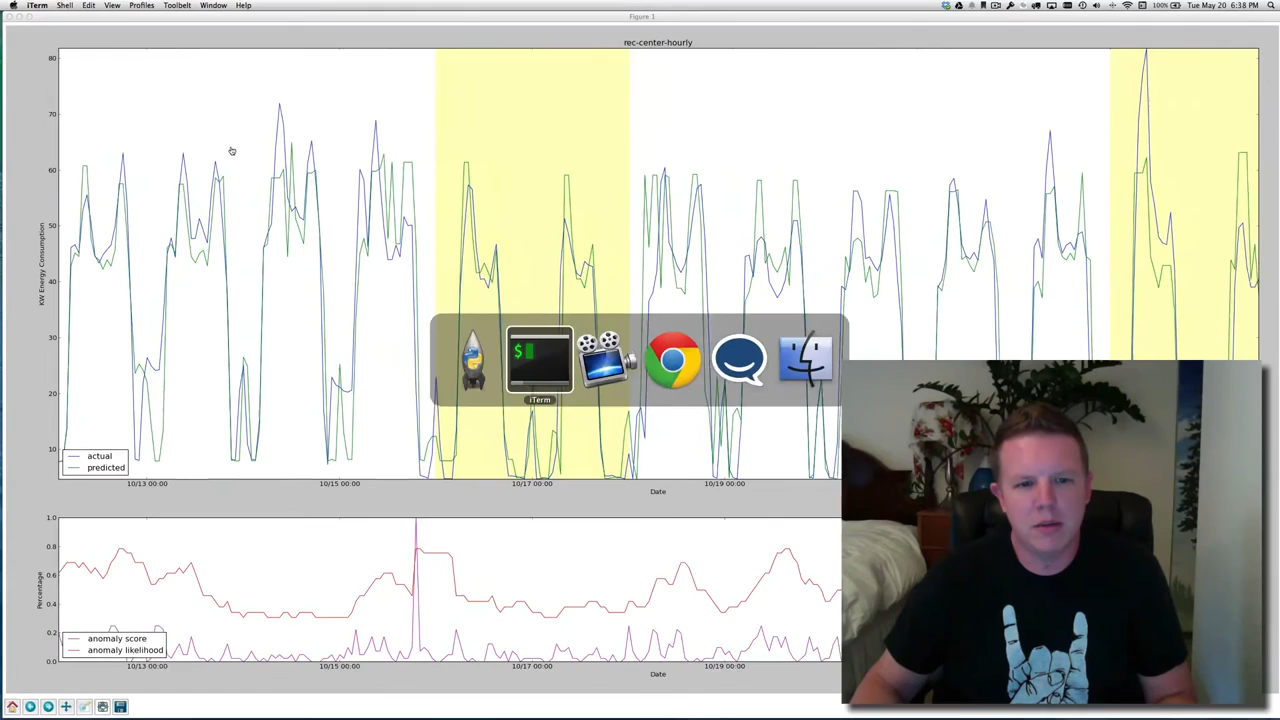 iTerm Shell Edit View Profiles Toolbelt Window Help
100% Tue May 20 6:38 PM
Figure 1
rec-center-hourly
80
70
60
50
40
30
20
10
KW Energy Consumption
actual
predicted
10/13 00:00 10/15 00:00 10/17 00:00 10/19 00:00
Date
$
iTerm
1.0
0.8
0.6
0.4
0.2
0.0
Percentage
anomaly score
anomaly likelihood
10/13 00:00 10/15 00:00 10/17 00:00 10/19 00:00
Date